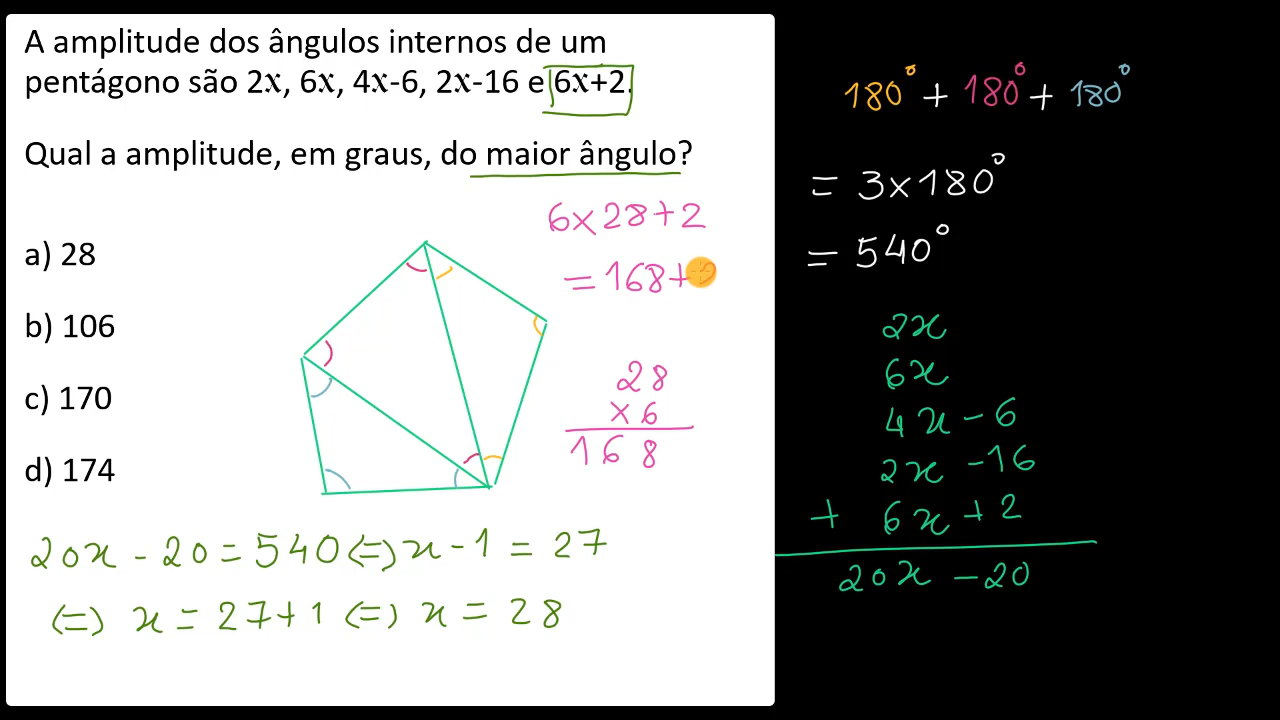 A amplitude dos ângulos internos de um
pentágono são 2x, 6x, 4x-6, 2x-16 e 6x+2.
Qual a amplitude, em graus, do maior ângulo?
a) 28
b) 106
c) 170
d) 174
6x28+2
=168+2
28
x6
168
20x-20=540(=)x-1=27
(=) x=27+1(=) x=28
180°+180°+180°
=3x180°
=540°
2x
6x
4x-6
2x-16
+ 6x+2
20x-20